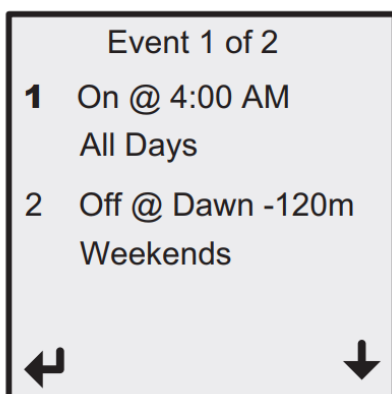 Event 1 of 2
1 On @ 4:00 AM
All Days
2 Off @ Dawn -120m
Weekends